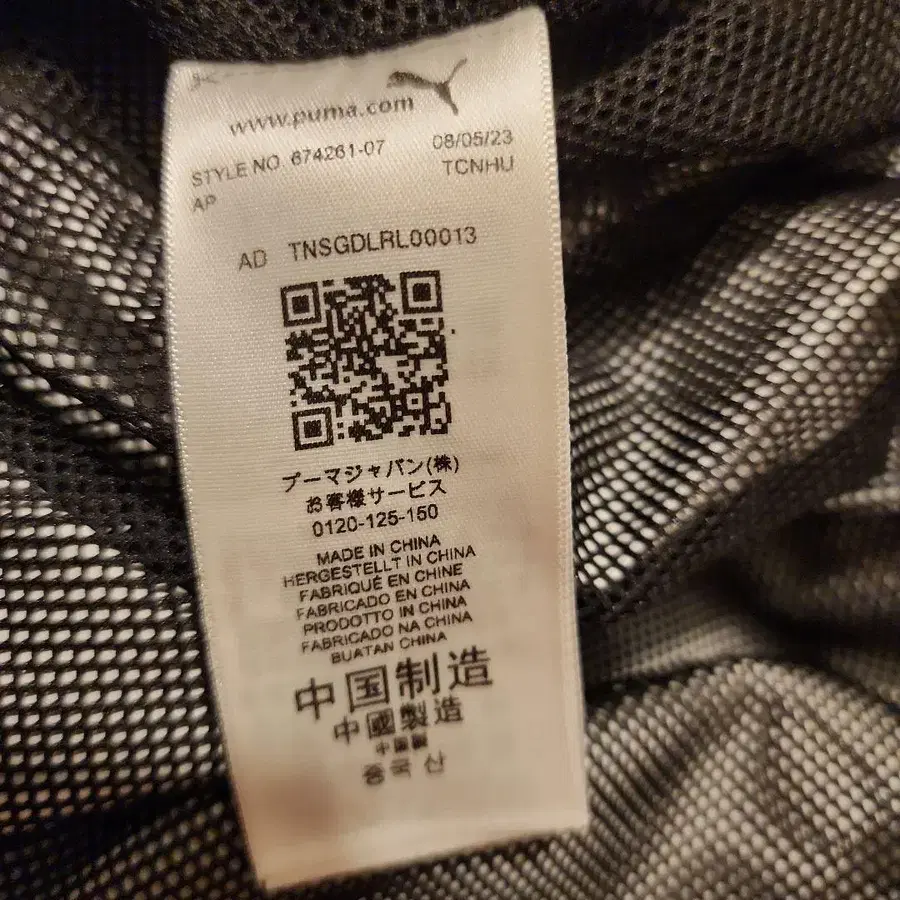 www.puma.com
STYLE NO. 674261-07 08/05/23
AP TCNHU
AD TNSGDLRL00013
プーマジャパン(株)
お客様サービス
0120-125-150
MADE IN CHINA
HERGESTELLT IN CHINA
FABRIQUÉ EN CHINE
FABRICADO EN CHINA
PRODOTTO IN CHINA
FABRICADO NA CHINA
BUATAN CHINA
中国制造
中國製造
中国製
중국 산